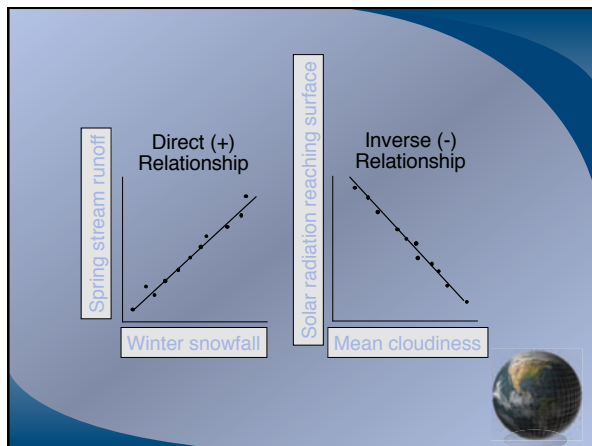 Direct (+)
Relationship
Spring stream runoff
Winter snowfall
Inverse (-)
Relationship
Solar radiation reaching surface
Mean cloudiness